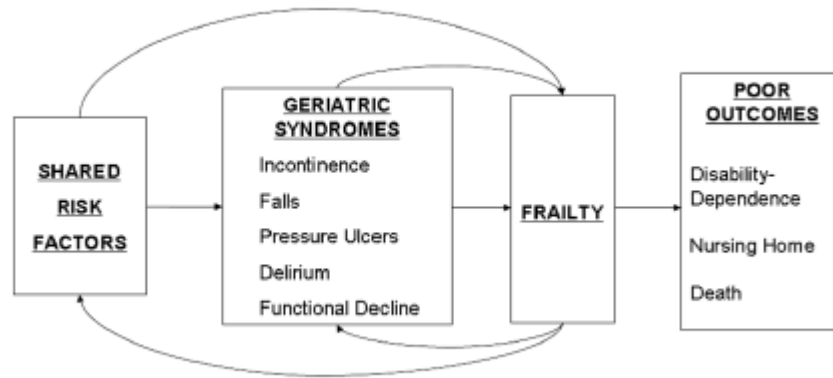 SHARED
RISK
FACTORS
GERIATRIC
SYNDROMES
Incontinence
Falls
Pressure Ulcers
Delirium
Functional Decline
FRAILTY
POOR
OUTCOMES
Disability-
Dependence
Nursing Home
Death